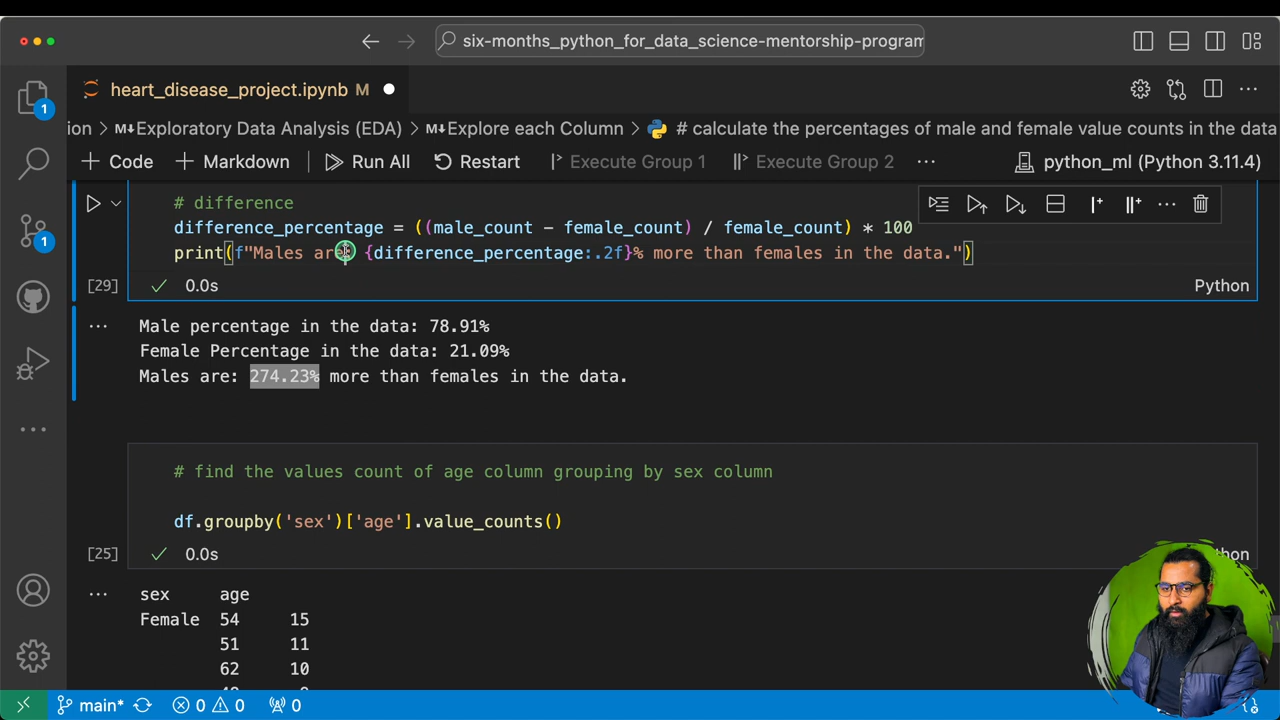 six-months_python_for_data_science-mentorship-program
heart_disease_project.ipynb M
ion > M↓Exploratory Data Analysis (EDA) > M↓Explore each Column > # calculate the percentages of male and female value counts in the data
+ Code + Markdown Run All Restart Execute Group 1 Execute Group 2 ... python_ml (Python 3.11.4)
# difference
difference_percentage = ((male_count - female_count) / female_count) * 100
print(f"Males are {difference_percentage:.2f}% more than females in the data.")
[29] 0.0s Python
Male percentage in the data: 78.91%
Female Percentage in the data: 21.09%
Males are: 274.23% more than females in the data.
# find the values count of age column grouping by sex column
df.groupby('sex')['age'].value_counts()
[25] 0.0s
sex age
Female 54 15
51 11
62 10
main* 0 0 0
1
1